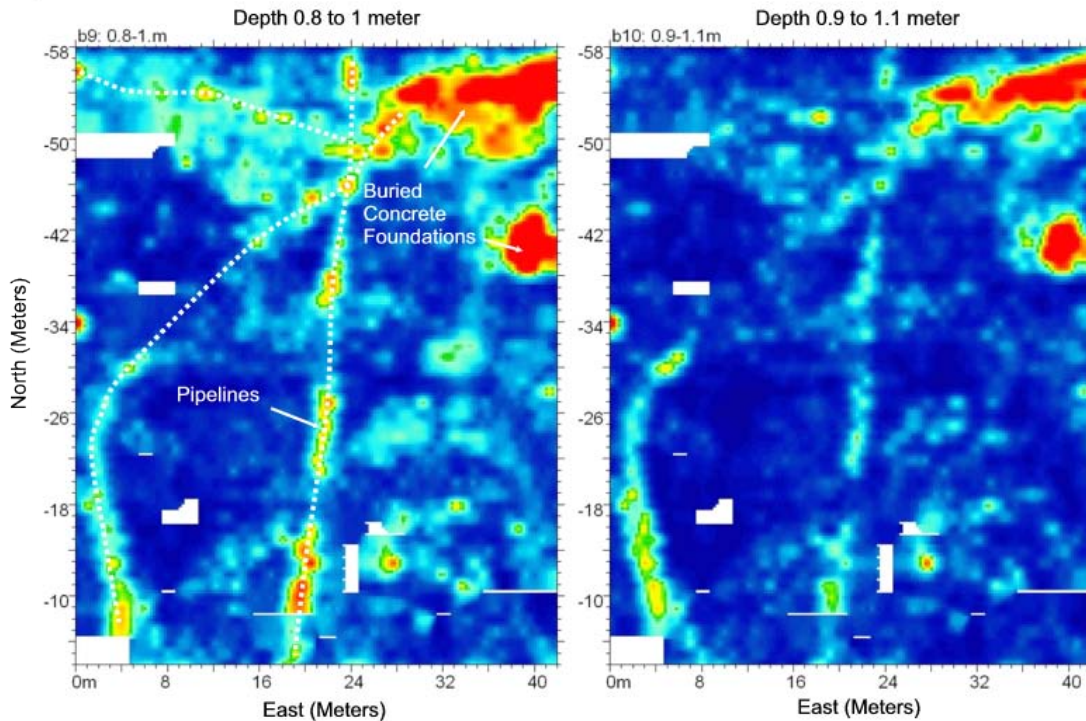 Depth 0.8 to 1 meter
Depth 0.9 to 1.1 meter
b9: 0.8-1.m
b10: 0.9-1.1m
-58
-50
-42
-34
-26
-18
-10
North (Meters)
Buried
Concrete
Foundations
Pipelines
0m 8 16 24 32 40
East (Meters)
-58
-50
-42
-34
-26
-18
-10
0m 8 16 24 32 40
East (Meters)